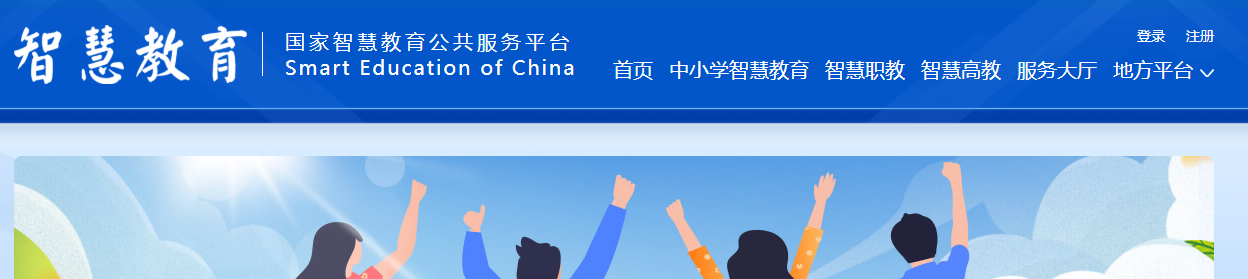 智慧教育
国家智慧教育公共服务平台
Smart Education of China
登录 注册
首页 中小学智慧教育 智慧职教 智慧高教 服务大厅 地方平台